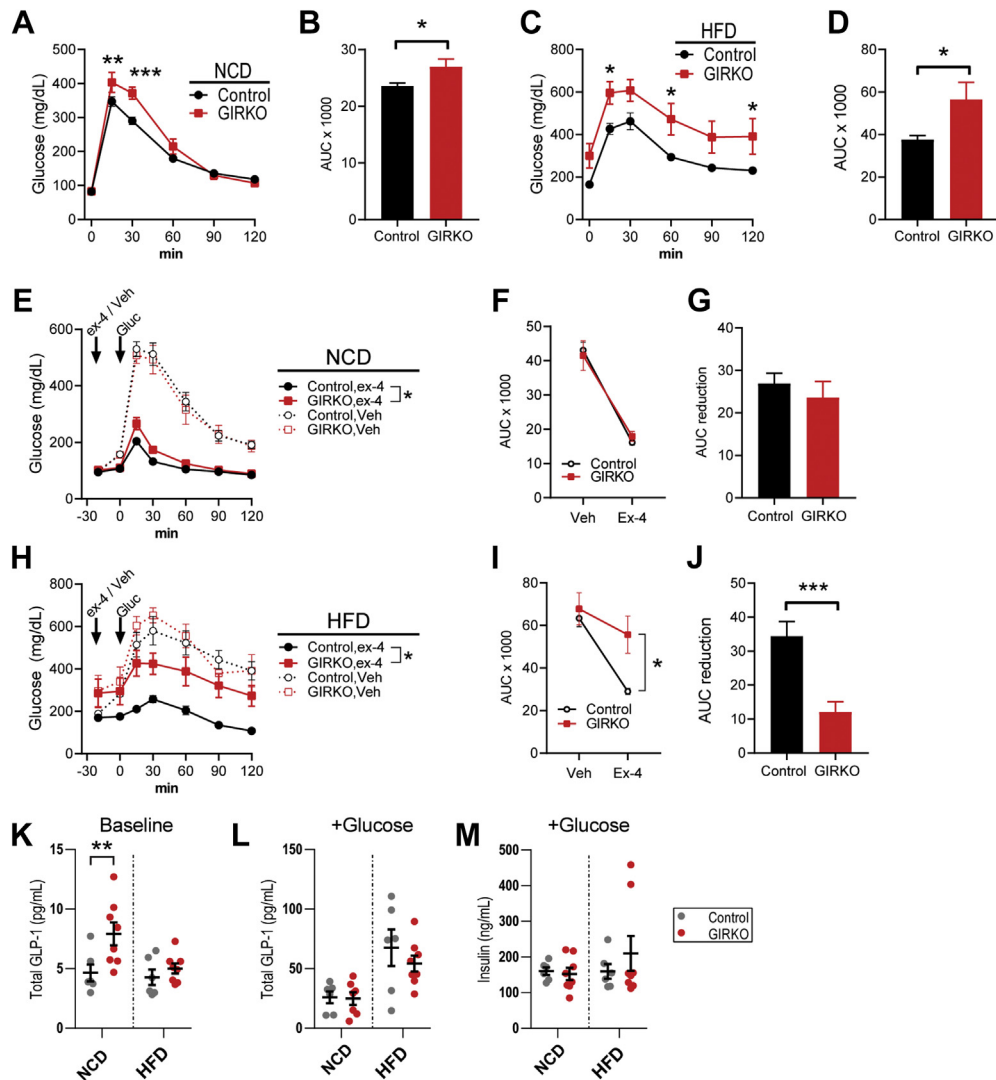 A
NCD
Control
GIRKO
** ***
Glucose (mg/dL)
500
400
300
200
100
0
0 30 60 90 120
min
B
*
AUC x 1000
30
20
10
0
Control GIRKO
C
HFD
Control
GIRKO
* * *
Glucose (mg/dL)
800
600
400
200
0
0 30 60 90 120
min
D
*
AUC x 1000
80
60
40
20
0
Control GIRKO
E
ex-4 / Veh
Gluc
Glucose (mg/dL)
600
400
200
0
-30 0 30 60 90 120
min
NCD
Control,ex-4
GIRKO,ex-4
*
Control,Veh
GIRKO,Veh
F
AUC x 1000
50
40
30
20
10
0
Control
GIRKO
Veh Ex-4
G
AUC reduction
50
40
30
20
10
0
Control GIRKO
H
ex-4 / Veh
Gluc
Glucose (mg/dL)
800
600
400
200
0
-30 0 30 60 90 120
min
HFD
Control,ex-4
GIRKO,ex-4
*
Control,Veh
GIRKO,Veh
I
AUC x 1000
80
60
40
20
0
*
Control
GIRKO
Veh Ex-4
J
***
AUC reduction
50
40
30
20
10
0
Control GIRKO
K
Baseline
**
Total GLP-1 (pg/mL)
15
10
5
0
NCD HFD
L
+Glucose
Total GLP-1 (pg/mL)
150
100
50
0
NCD HFD
M
+Glucose
Insulin (ng/mL)
500
400
300
200
100
0
NCD HFD
Control
GIRKO